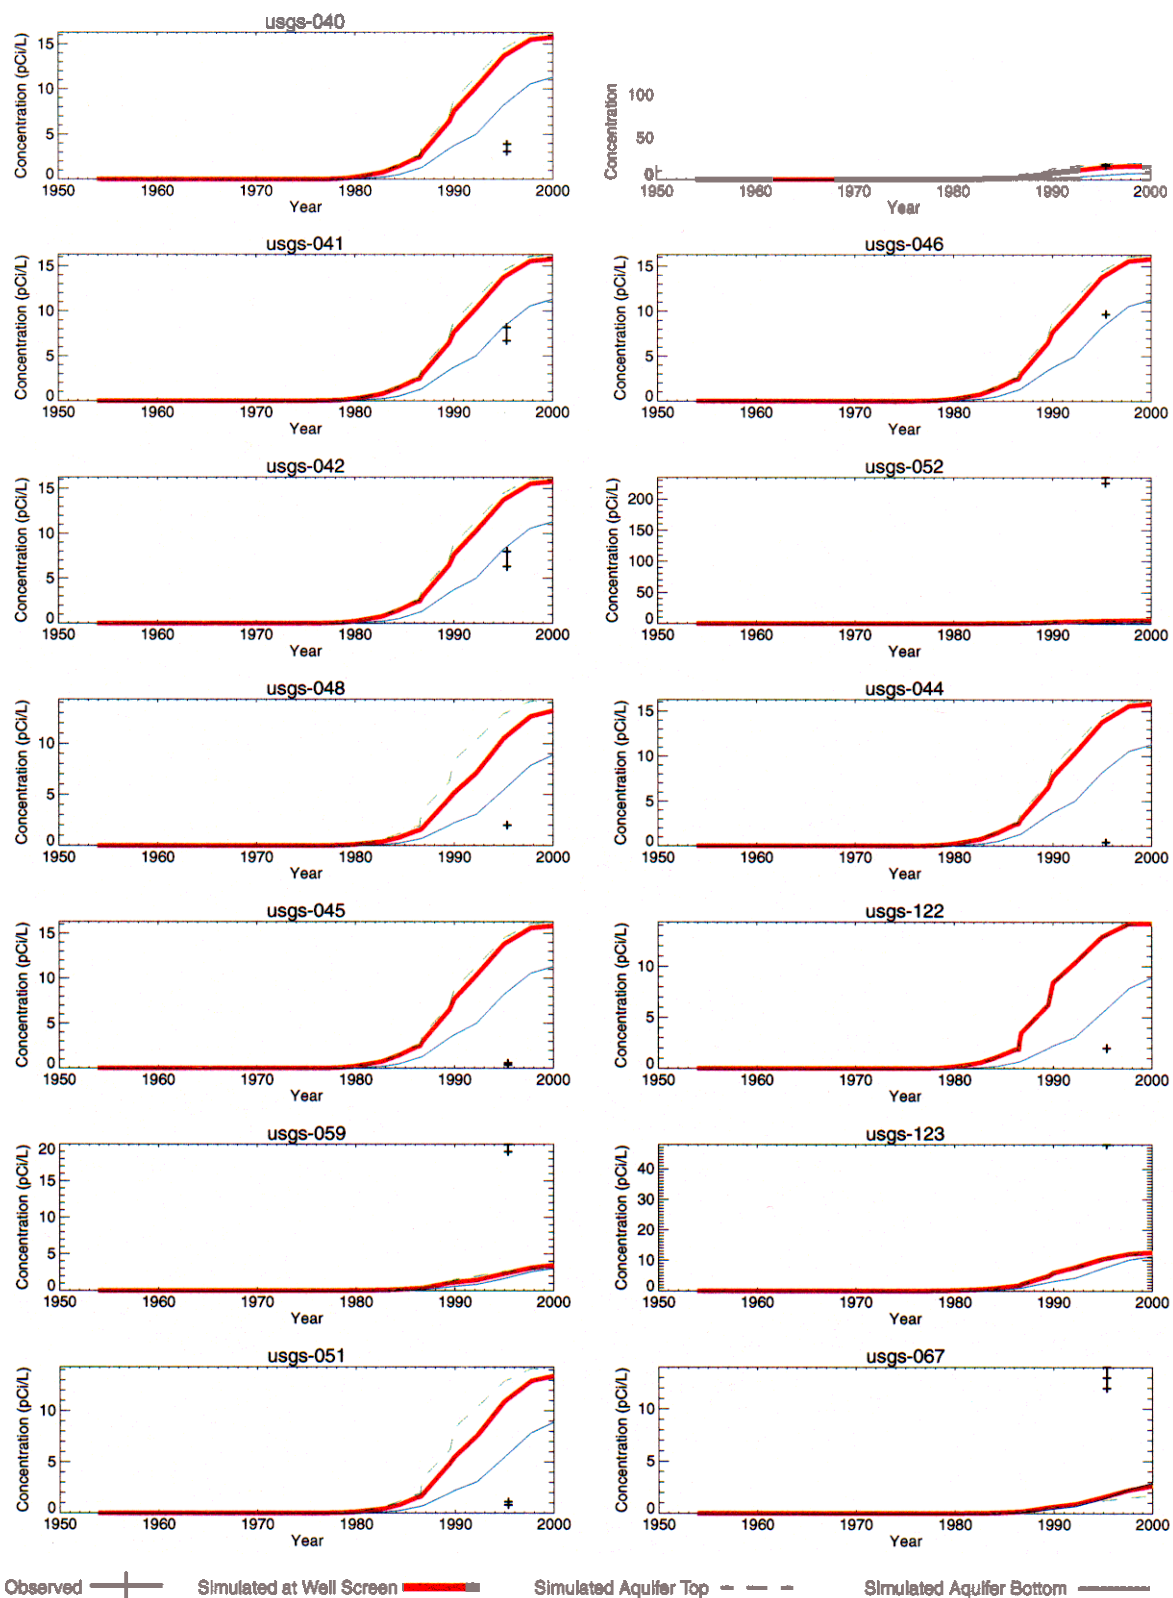 usgs-040
Concentration (pCi/L)
15
10
5
0
1950 1960 1970 1980 1990 2000
Year
Concentration
100
50
0
1950 1960 1970 1980 1990 2000
Year
usgs-041
Concentration (pCi/L)
15
10
5
0
1950 1960 1970 1980 1990 2000
Year
usgs-046
Concentration (pCi/L)
15
10
5
0
1950 1960 1970 1980 1990 2000
Year
usgs-042
Concentration (pCi/L)
15
10
5
0
1950 1960 1970 1980 1990 2000
Year
usgs-052
Concentration (pCi/L)
200
150
100
50
0
1950 1960 1970 1980 1990 2000
Year
usgs-048
Concentration (pCi/L)
10
5
0
1950 1960 1970 1980 1990 2000
Year
usgs-044
Concentration (pCi/L)
15
10
5
0
1950 1960 1970 1980 1990 2000
Year
usgs-045
Concentration (pCi/L)
15
10
5
0
1950 1960 1970 1980 1990 2000
Year
usgs-122
Concentration (pCi/L)
10
5
0
1950 1960 1970 1980 1990 2000
Year
usgs-059
Concentration (pCi/L)
20
15
10
5
0
1950 1960 1970 1980 1990 2000
Year
usgs-123
Concentration (pCi/L)
40
30
20
10
0
1950 1960 1970 1980 1990 2000
Year
usgs-051
Concentration (pCi/L)
10
5
0
1950 1960 1970 1980 1990 2000
Year
usgs-067
Concentration (pCi/L)
10
5
0
1950 1960 1970 1980 1990 2000
Year
Observed Simulated at Well Screen Simulated Aquifer Top Simulated Aquifer Bottom